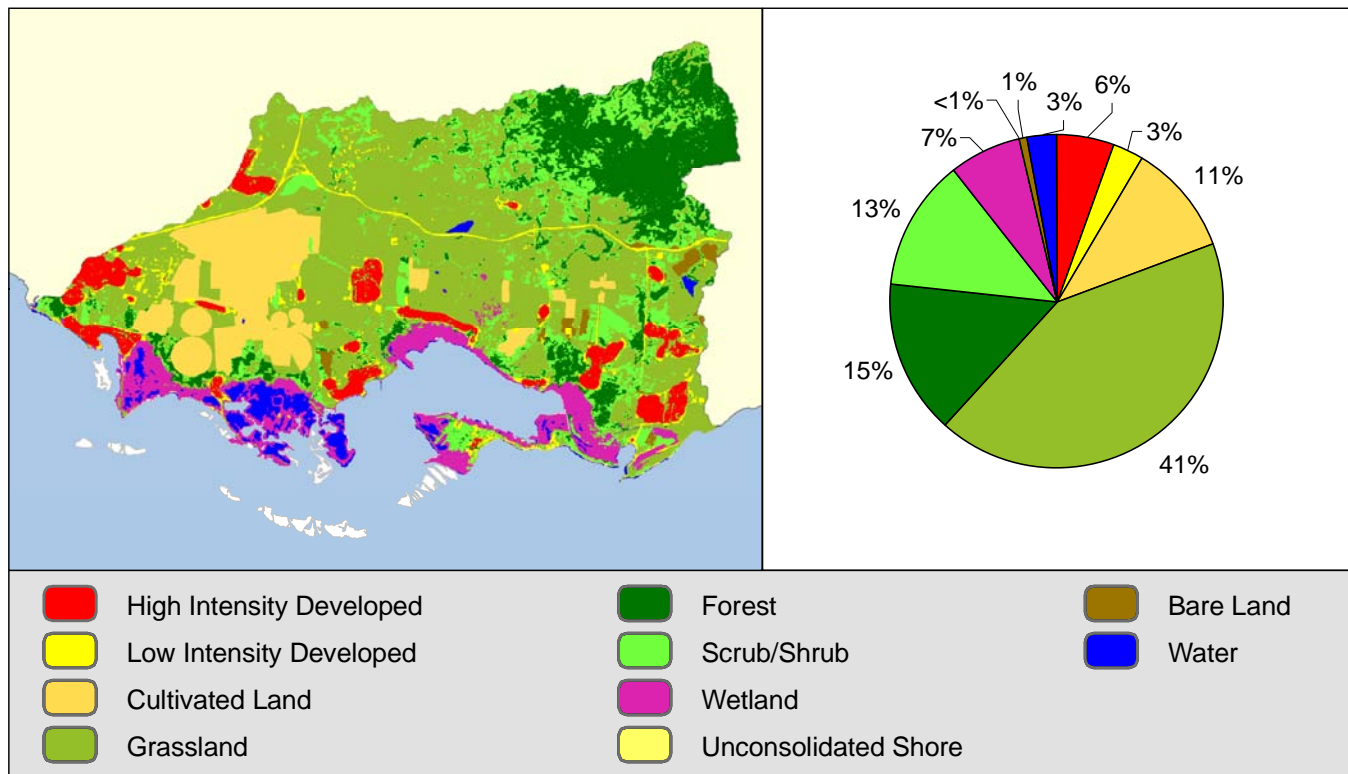 <1%
1%
3%
6%
3%
7%
11%
13%
15%
41%
High Intensity Developed
Low Intensity Developed
Cultivated Land
Grassland
Forest
Scrub/Shrub
Wetland
Unconsolidated Shore
Bare Land
Water